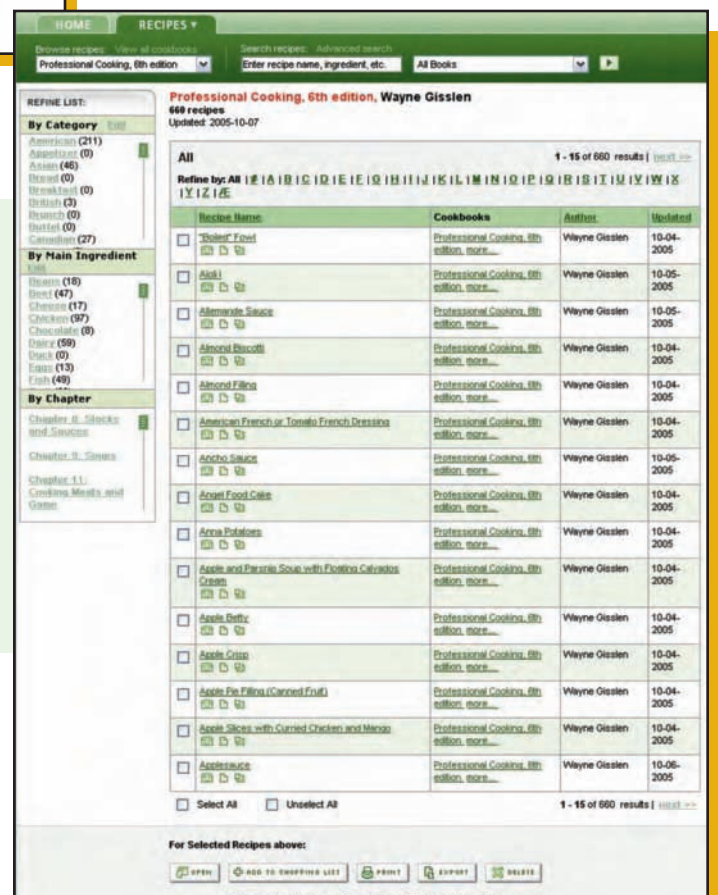 HOME RECIPES ▾
Browse recipes: View all cookbooks Search recipes: Advanced search
Professional Cooking, 6th edition Enter recipe name, ingredient, etc. All Books
REFINE LIST:
By Category Edit
American (211)
Appetizer (0)
Asian (46)
Bread (0)
Breakfast (0)
British (3)
Brunch (0)
Buffet (0)
Canadian (27)
By Main Ingredient
Edit
Beans (18)
Beef (47)
Cheese (17)
Chicken (97)
Chocolate (8)
Dairy (59)
Duck (0)
Eggs (13)
Fish (49)
By Chapter
Chapter 8: Stocks
and Sauces
Chapter 9: Soups
Chapter 11:
Cooking Meats and
Game
Professional Cooking, 6th edition, Wayne Gisslen
660 recipes
Updated: 2005-10-07
All 1 - 15 of 660 results | next >>
Refine by: All | # | A | B | C | D | E | F | G | H | I | J | K | L | M | N | O | P | Q | R | S | T | U | V | W | X
| Y | Z | Æ
Recipe Name Cookbooks Author Updated
"Boiled" Fowl Professional Cooking, 6th Wayne Gisslen 10-04-
edition, more... 2005
Aïoli I Professional Cooking, 6th Wayne Gisslen 10-05-
edition, more... 2005
Allemande Sauce Professional Cooking, 6th Wayne Gisslen 10-05-
edition, more... 2005
Almond Biscotti Professional Cooking, 6th Wayne Gisslen 10-04-
edition, more... 2005
Almond Filling Professional Cooking, 6th Wayne Gisslen 10-04-
edition, more... 2005
American French or Tomato French Dressing Professional Cooking, 6th Wayne Gisslen 10-04-
edition, more... 2005
Ancho Sauce Professional Cooking, 6th Wayne Gisslen 10-05-
edition, more... 2005
Angel Food Cake Professional Cooking, 6th Wayne Gisslen 10-04-
edition, more... 2005
Anna Potatoes Professional Cooking, 6th Wayne Gisslen 10-04-
edition, more... 2005
Apple and Parsnip Soup with Floating Calvados Professional Cooking, 6th Wayne Gisslen 10-04-
Cream edition, more... 2005
Apple Betty Professional Cooking, 6th Wayne Gisslen 10-04-
edition, more... 2005
Apple Crisp Professional Cooking, 6th Wayne Gisslen 10-04-
edition, more... 2005
Apple Pie Filling (Canned Fruit) Professional Cooking, 6th Wayne Gisslen 10-04-
edition, more... 2005
Apple Slices with Curried Chicken and Mango Professional Cooking, 6th Wayne Gisslen 10-04-
edition, more... 2005
Applesauce Professional Cooking, 6th Wayne Gisslen 10-06-
edition, more... 2005
Select All Unselect All 1 - 15 of 660 results | next >>
For Selected Recipes above:
OPEN ADD TO SHOPPING LIST PRINT EXPORT DELETE